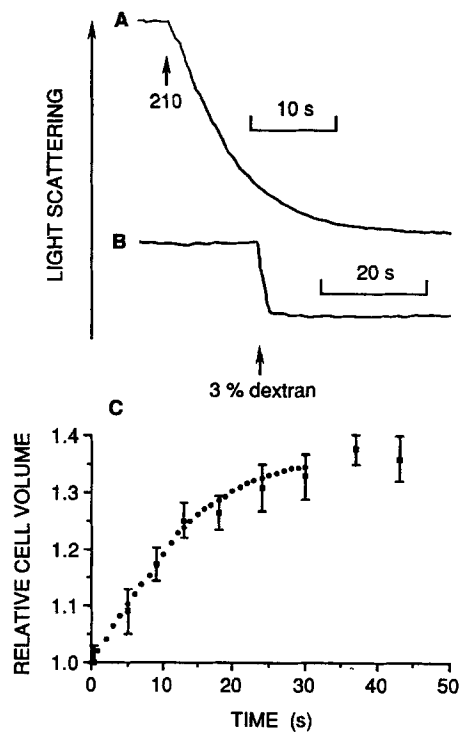 A
210
10 s
LIGHT SCATTERING
B
20 s
3 % dextran
C
RELATIVE CELL VOLUME
1.4
1.3
1.2
1.1
1.0
0 10 20 30 40 50
TIME (s)